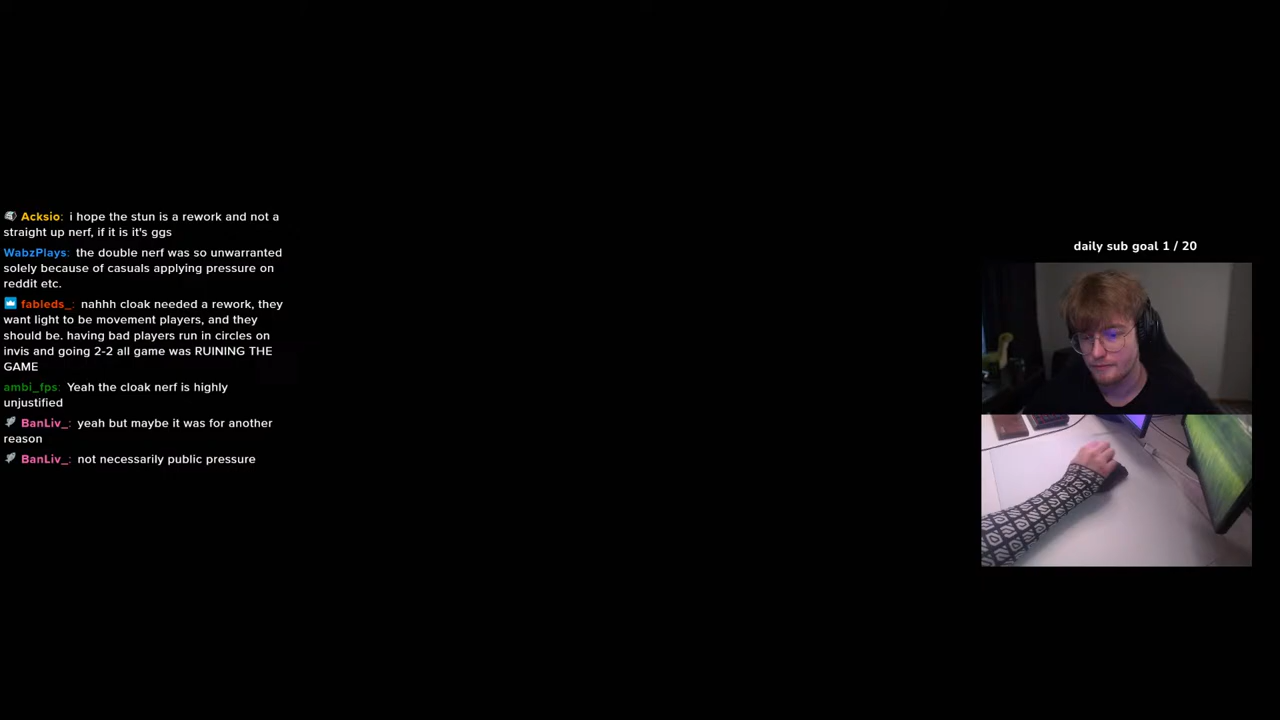 Acksio: i hope the stun is a rework and not a
straight up nerf, if it is it's ggs
WabzPlays: the double nerf was so unwarranted
solely because of casuals applying pressure on
reddit etc.
fableds_: nahhh cloak needed a rework, they
want light to be movement players, and they
should be. having bad players run in circles on
invis and going 2-2 all game was RUINING THE
GAME
ambi_fps: Yeah the cloak nerf is highly
unjustified
BanLiv_: yeah but maybe it was for another
reason
BanLiv_: not necessarily public pressure
daily sub goal 1 / 20